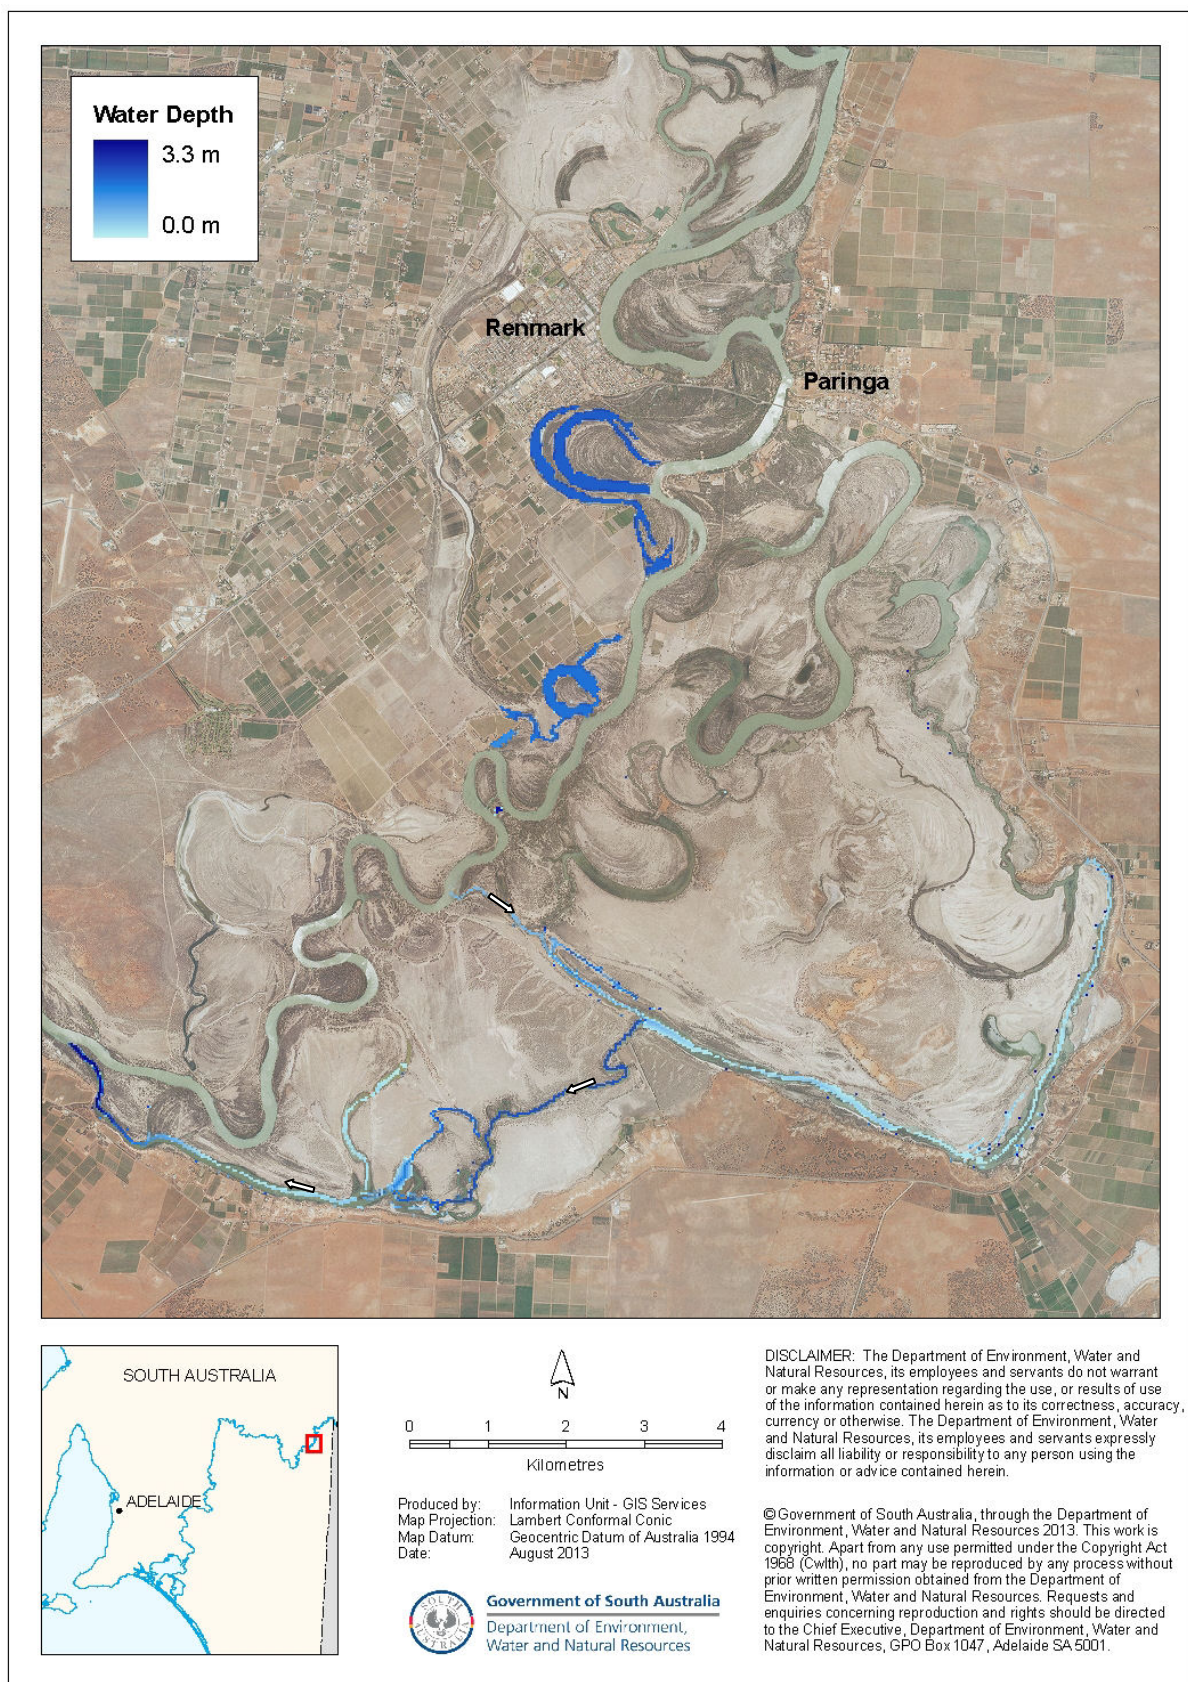 Water Depth
3.3 m
0.0 m
Renmark
Paringa
SOUTH AUSTRALIA
ADELAIDE
N
0 1 2 3 4
Kilometres
Produced by: Information Unit - GIS Services
Map Projection: Lambert Conformal Conic
Map Datum: Geocentric Datum of Australia 1994
Date: August 2013
SOUTH AUSTRALIA
Government of South Australia
Department of Environment,
Water and Natural Resources
DISCLAIMER: The Department of Environment, Water and
Natural Resources, its employees and servants do not warrant
or make any representation regarding the use, or results of use
of the information contained herein as to its correctness, accuracy,
currency or otherwise. The Department of Environment, Water
and Natural Resources, its employees and servants expressly
disclaim all liability or responsibility to any person using the
information or advice contained herein.
© Government of South Australia, through the Department of
Environment, Water and Natural Resources 2013. This work is
copyright. Apart from any use permitted under the Copyright Act
1968 (Cwlth), no part may be reproduced by any process without
prior written permission obtained from the Department of
Environment, Water and Natural Resources. Requests and
enquiries concerning reproduction and rights should be directed
to the Chief Executive, Department of Environment, Water and
Natural Resources, GPO Box 1047, Adelaide SA 5001.